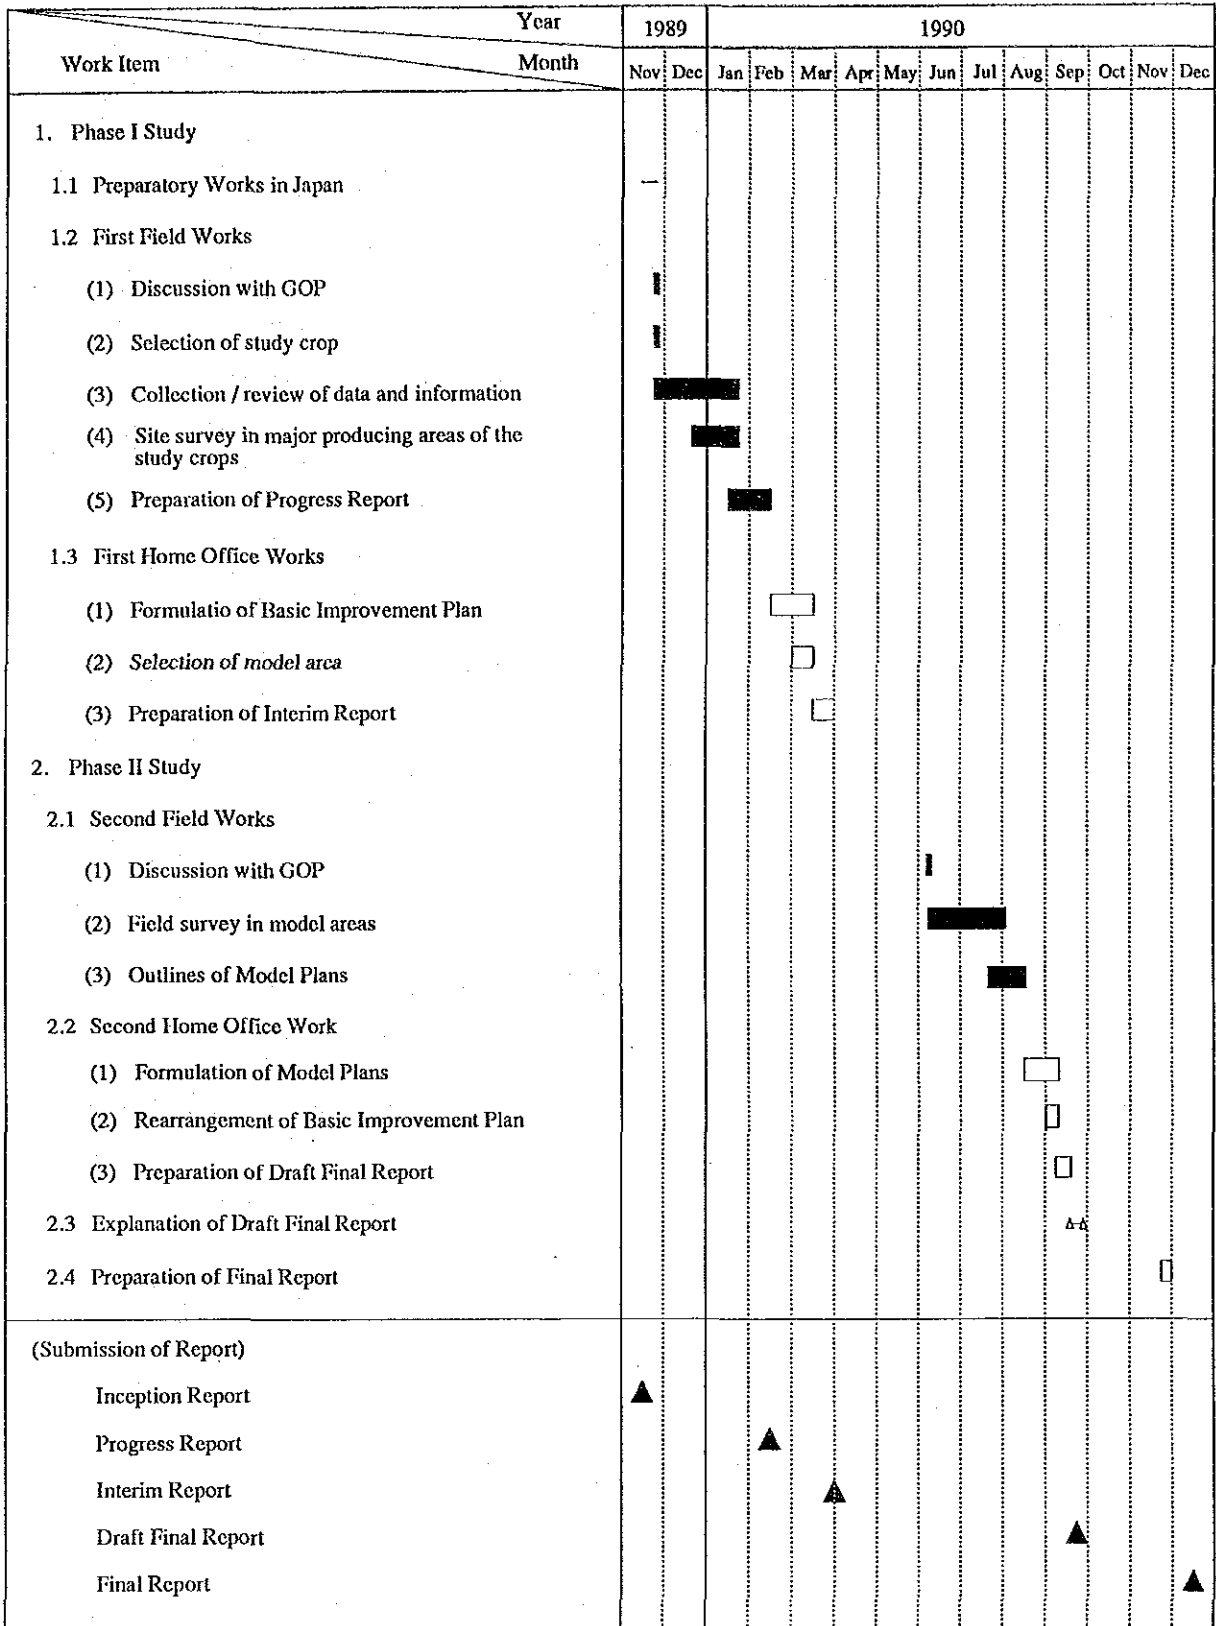 Year
1989 1990
Work Item Month
Nov Dec Jan Feb Mar Apr May Jun Jul Aug Sep Oct Nov Dec
1. Phase I Study
1.1 Preparatory Works in Japan
1.2 First Field Works
(1) Discussion with GOP
(2) Selection of study crop
(3) Collection / review of data and information
(4) Site survey in major producing areas of the
study crops
(5) Preparation of Progress Report
1.3 First Home Office Works
(1) Formulatio of Basic Improvement Plan
(2) Selection of model area
(3) Preparation of Interim Report
2. Phase II Study
2.1 Second Field Works
(1) Discussion with GOP
(2) Field survey in model areas
(3) Outlines of Model Plans
2.2 Second Home Office Work
(1) Formulation of Model Plans
(2) Rearrangement of Basic Improvement Plan
(3) Preparation of Draft Final Report
2.3 Explanation of Draft Final Report
2.4 Preparation of Final Report
(Submission of Report)
Inception Report
Progress Report
Interim Report
Draft Final Report
Final Report